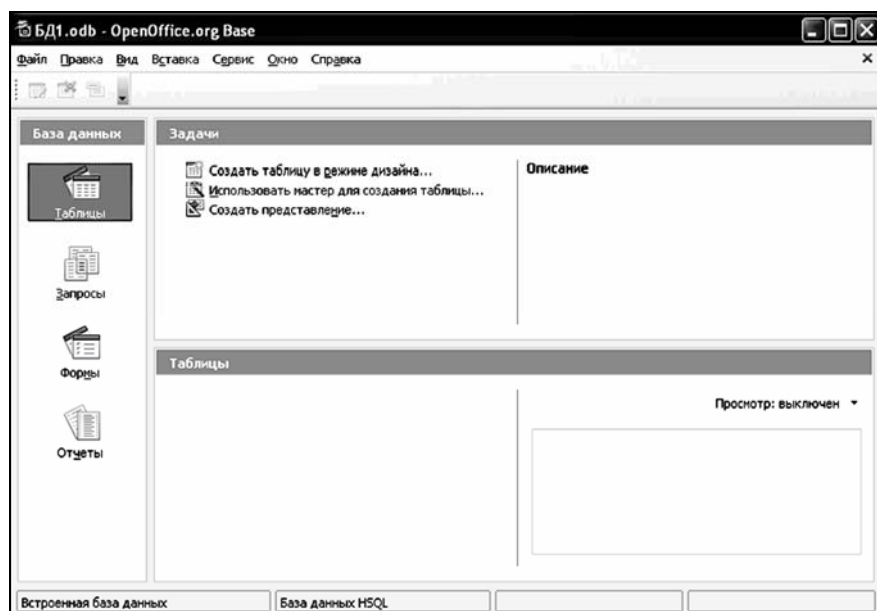 БД1.odb - OpenOffice.org Base
Файл Правка Вид Вставка Сервис Окно Справка
База данных
Таблицы
Запросы
Формы
Отчеты
Задачи
Создать таблицу в режиме дизайна...
Использовать мастер для создания таблицы...
Создать представление...
Описание
Таблицы
Просмотр: выключен
Встроенная база данных
База данных HSQL